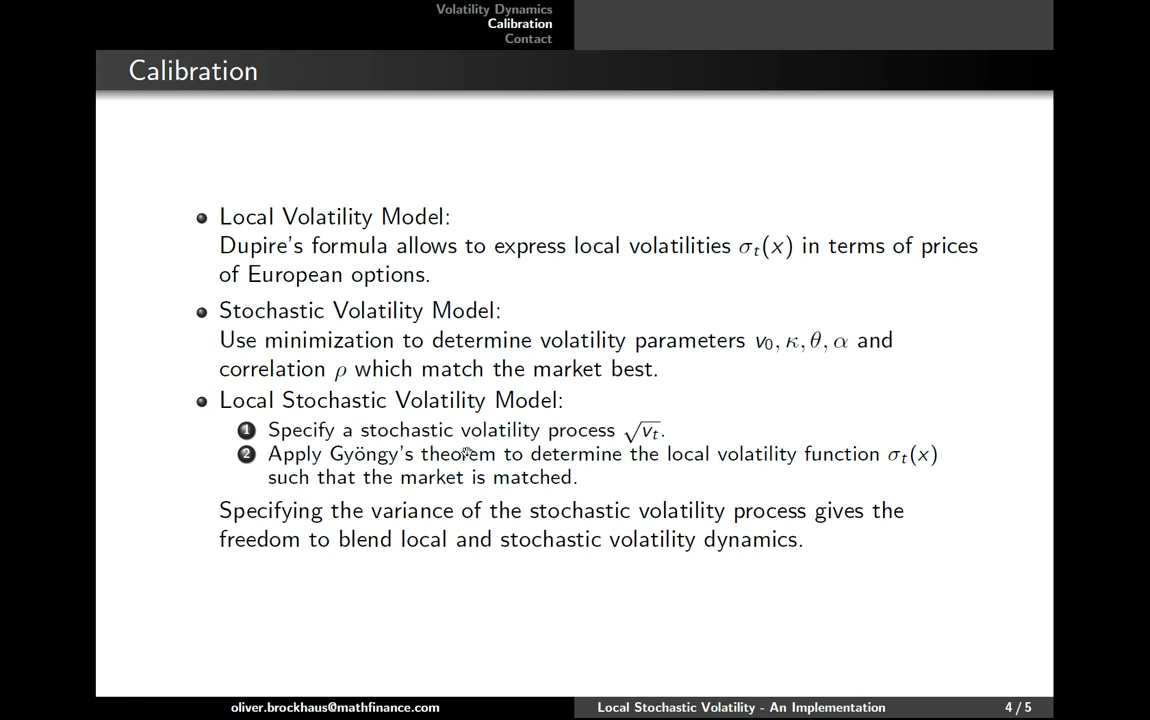 Volatility Dynamics
Calibration
Contact
Calibration
Local Volatility Model:
Dupire's formula allows to express local volatilities σt(x) in terms of prices
of European options.
Stochastic Volatility Model:
Use minimization to determine volatility parameters v0, κ, θ, α and
correlation ρ which match the market best.
Local Stochastic Volatility Model:
1 Specify a stochastic volatility process √vt.
2 Apply Gyöngy's theorem to determine the local volatility function σt(x)
such that the market is matched.
Specifying the variance of the stochastic volatility process gives the
freedom to blend local and stochastic volatility dynamics.
oliver.brockhaus@mathfinance.com Local Stochastic Volatility - An Implementation 4 / 5